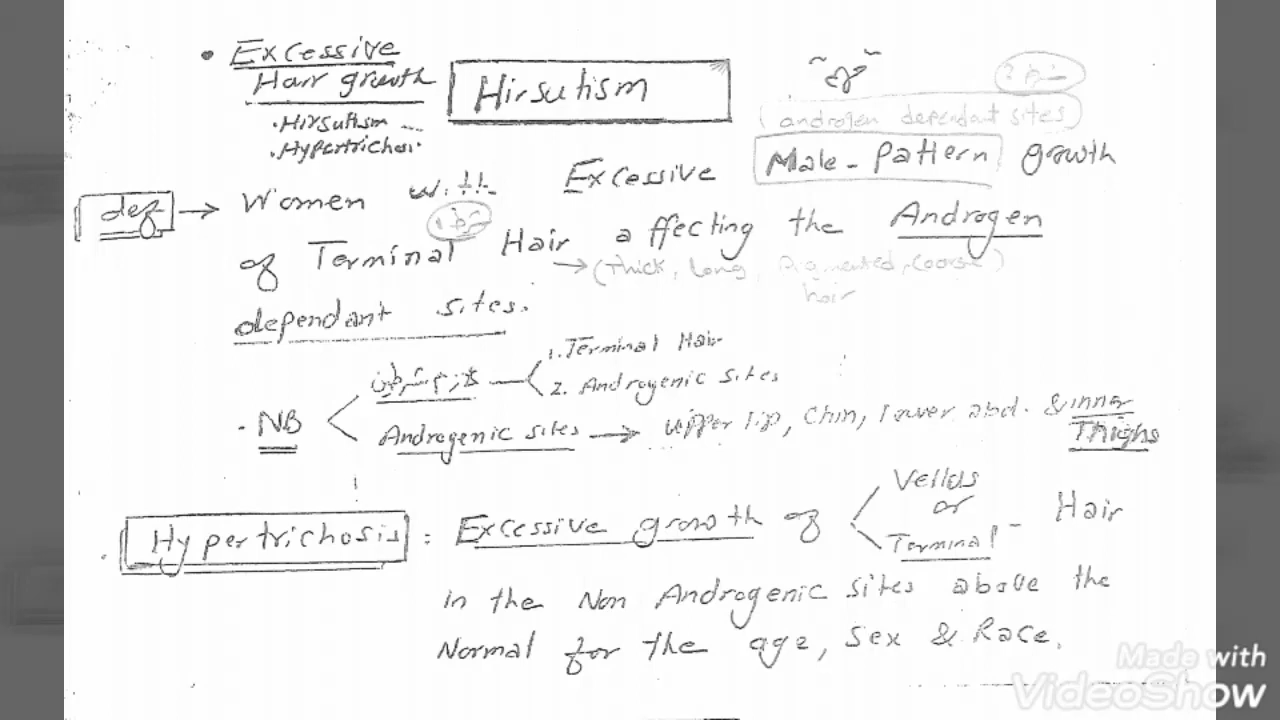 • Excessive
Hair growth
Hirsutism
.Hirsutism
.Hypertrichosi
(androgen dependant sites)
def → Women with Excessive Male-Pattern growth
of Terminal Hair affecting the Androgen
→ (Thick, Long, Pigmented, Coarse)
hair
dependant sites.
1. Terminal Hair
2. Androgenic sites
. NB
Androgenic sites → Upper lip, Chin, Lower abd. & inner
Thighs
. Hypertrichosis : Excessive growth of Vellus or Terminal - Hair
in the Non Androgenic sites above the
Normal for the age, Sex & Race.
Made with
VideoShow